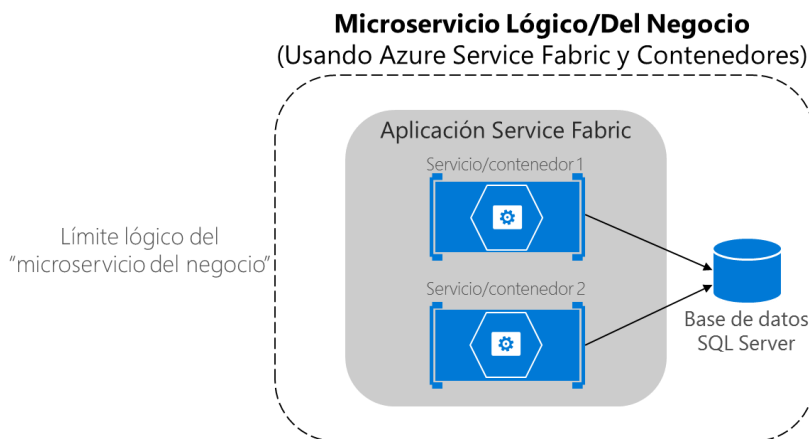 Microservicio Lógico/Del Negocio
(Usando Azure Service Fabric y Contenedores)
Aplicación Service Fabric
Servicio/contenedor 1
Límite lógico del
“microservicio del negocio”
Servicio/contenedor 2
Base de datos
SQL Server